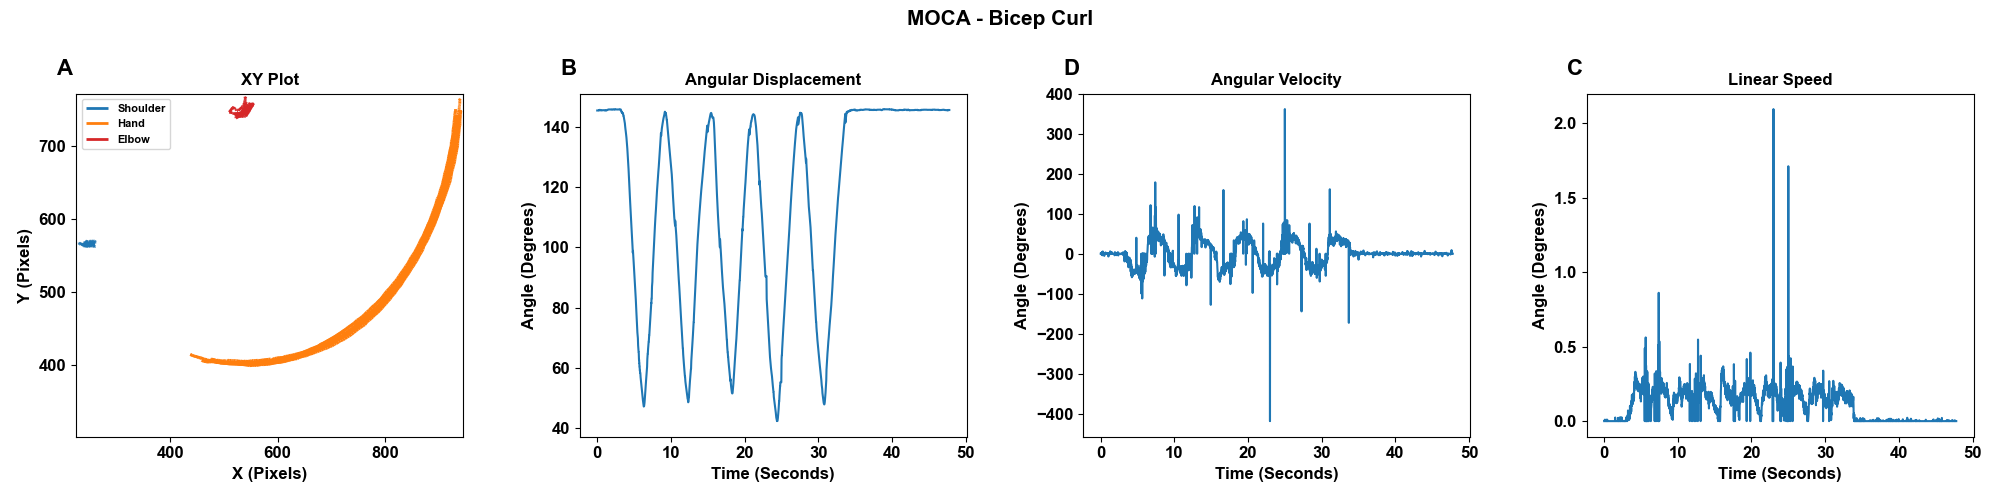 MOCA - Bicep Curl
A
XY Plot
Shoulder
Hand
Elbow
700
600
500
400
Y (Pixels)
400 600 800
X (Pixels)
B
Angular Displacement
140
120
100
80
60
40
Angle (Degrees)
0 10 20 30 40 50
Time (Seconds)
D
Angular Velocity
400
300
200
100
0
−100
−200
−300
−400
Angle (Degrees)
0 10 20 30 40 50
Time (Seconds)
C
Linear Speed
2.0
1.5
1.0
0.5
0.0
Angle (Degrees)
0 10 20 30 40 50
Time (Seconds)